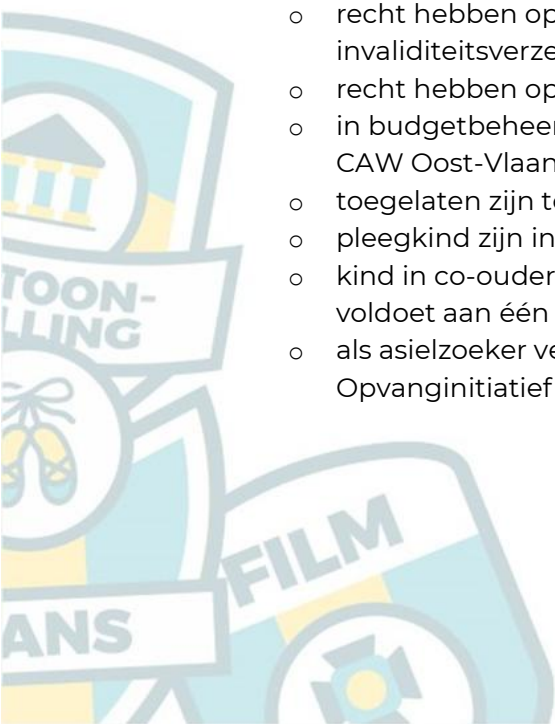 recht hebben op
invaliditeitsverze
recht hebben op
in budgetbeheer
CAW Oost-Vlaan
toegelaten zijn to
pleegkind zijn in
kind in co-ouder
voldoet aan één
als asielzoeker ve
Opvanginitiatief
TOON-
LLING
FILM
ANS